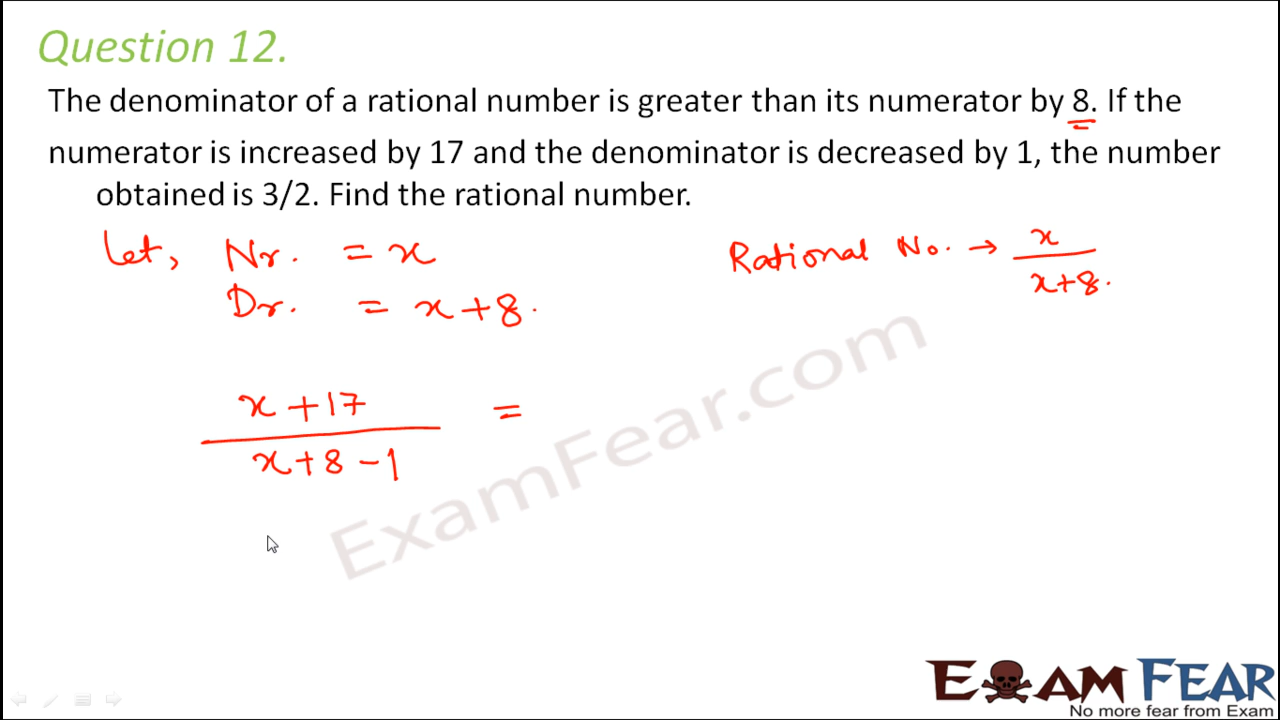 Question 12.
The denominator of a rational number is greater than its numerator by 8. If the
numerator is increased by 17 and the denominator is decreased by 1, the number
obtained is 3/2. Find the rational number.
Let, Nr. = x
Dr. = x+8.
Rational No. → x
x+8.
x+17 =
x+8-1
ExamFear.com
EXAMFEAR
No more fear from Exam